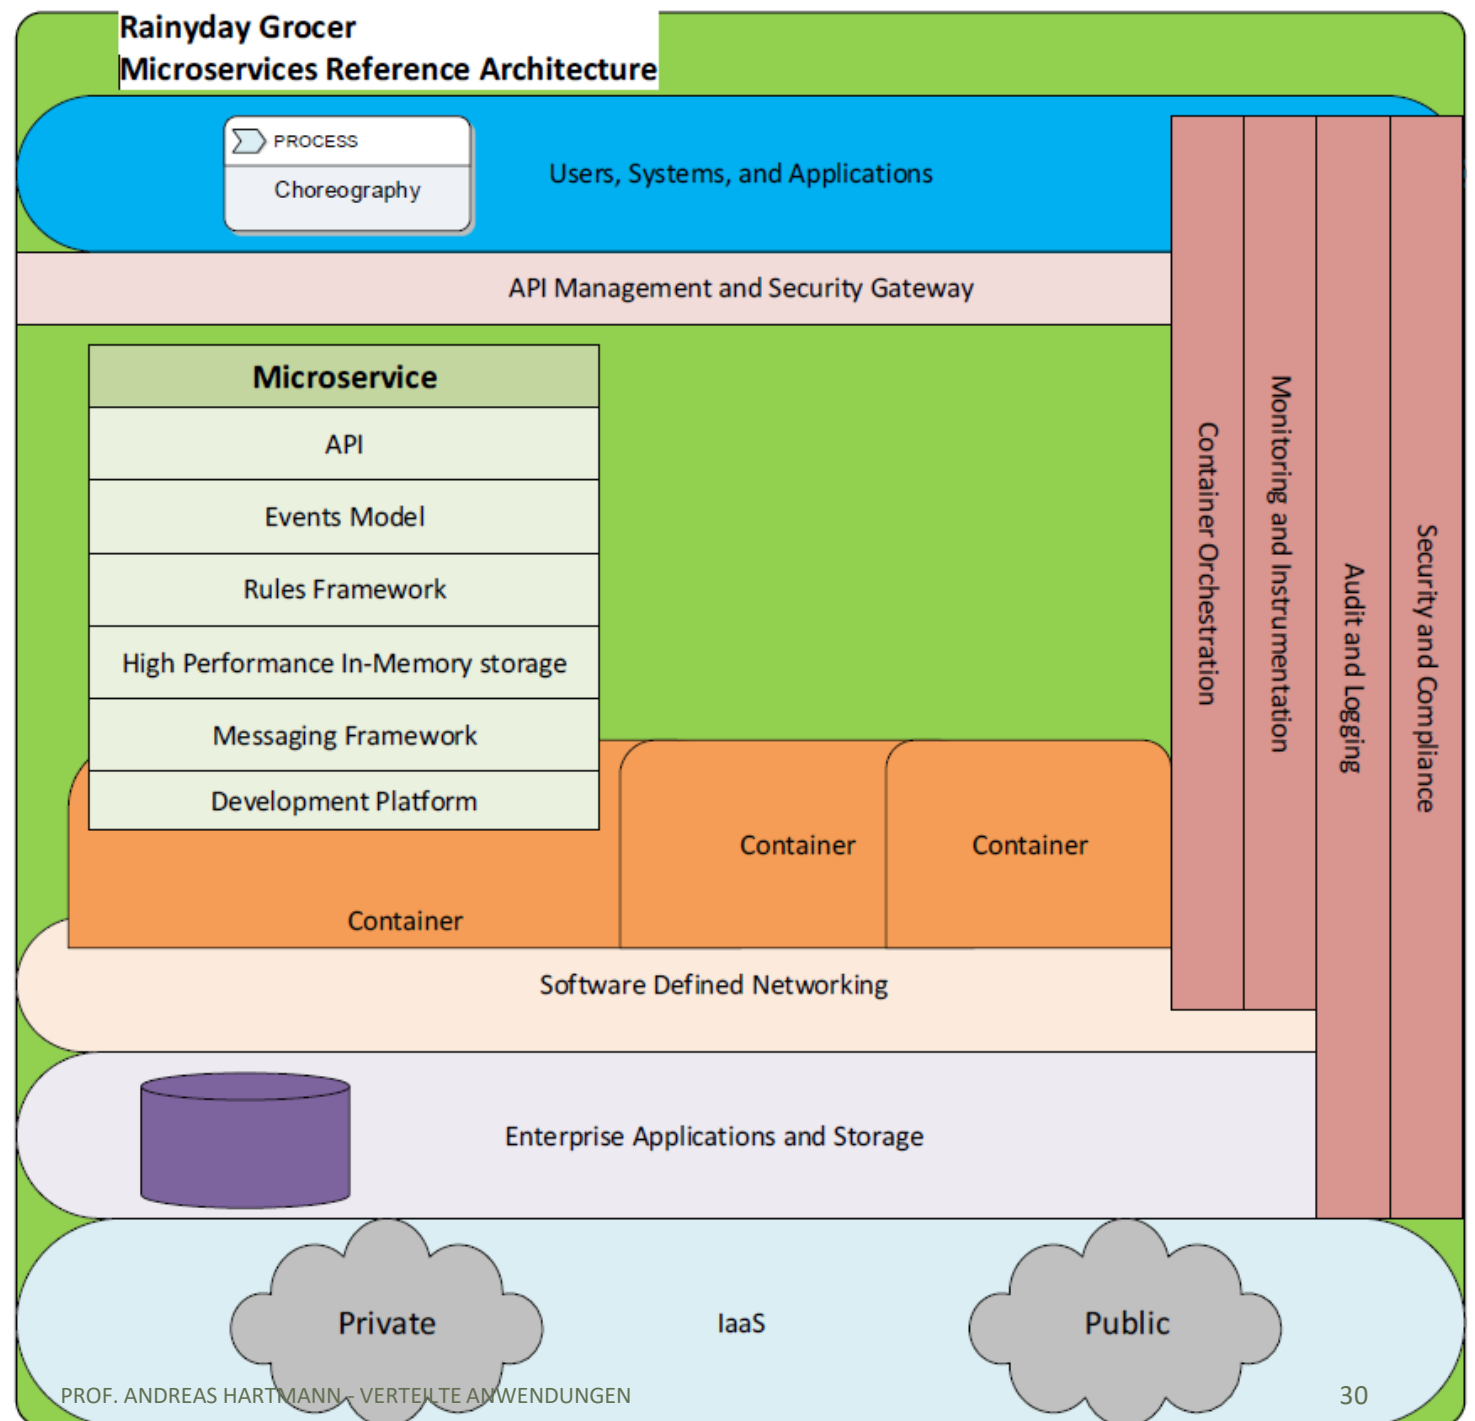 Rainyday Grocer
Microservices Reference Architecture
PROCESS
Choreography
Users, Systems, and Applications
API Management and Security Gateway
Microservice
API
Events Model
Rules Framework
High Performance In-Memory storage
Messaging Framework
Development Platform
Container
Container
Container
Software Defined Networking
Container Orchestration
Monitoring and Instrumentation
Audit and Logging
Security and Compliance
Enterprise Applications and Storage
Private
IaaS
Public
PROF. ANDREAS HARTMANN - VERTEILTE ANWENDUNGEN
30